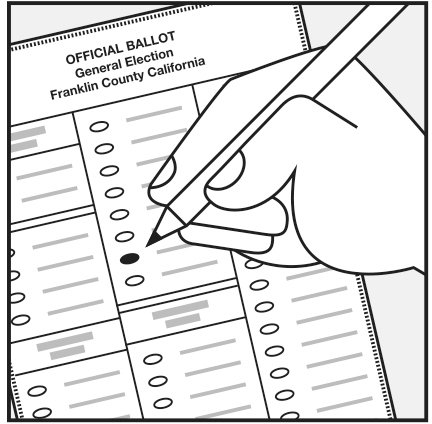 OFFICIAL BALLOT
General Election
Franklin County California